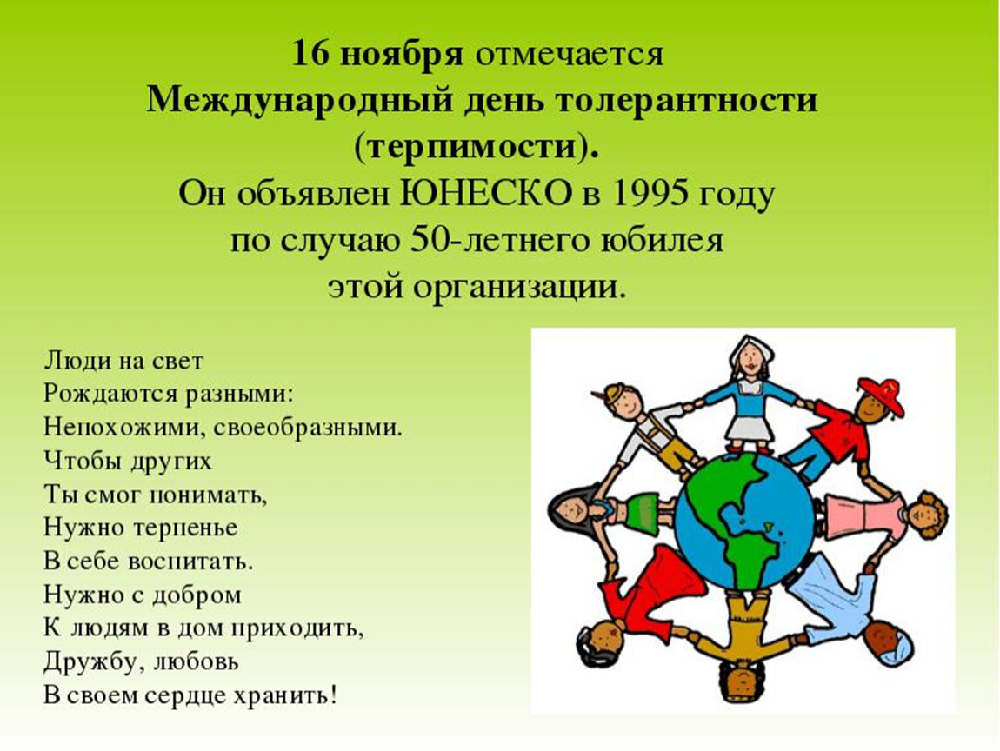 16 ноября отмечается
Международный день толерантности
(терпимости).
Он объявлен ЮНЕСКО в 1995 году
по случаю 50-летнего юбилея
этой организации.
Люди на свет
Рождаются разными:
Непохожими, своеобразными.
Чтобы других
Ты смог понимать,
Нужно терпенье
В себе воспитать.
Нужно с добром
К людям в дом приходить,
Дружбу, любовь
В своем сердце хранить!